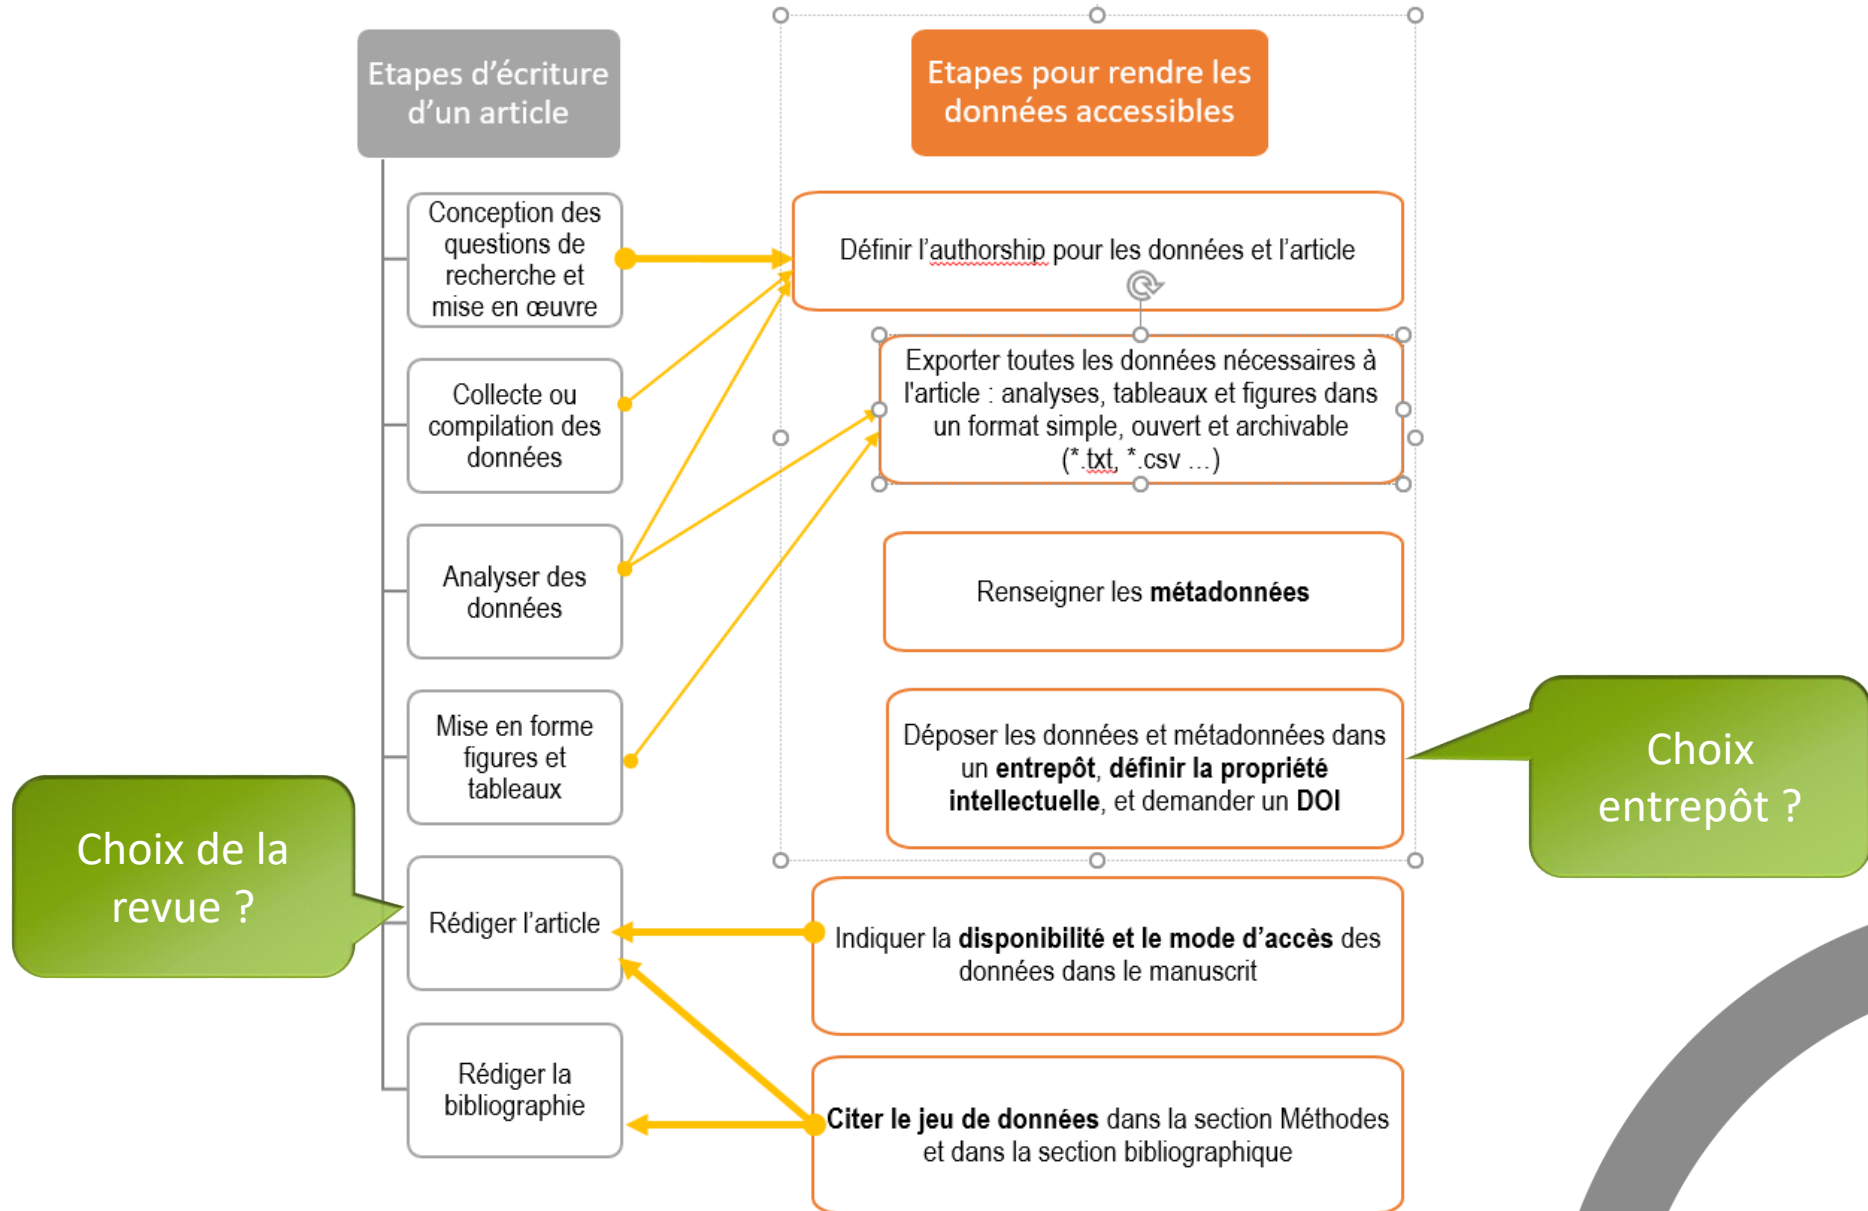 Etapes d'écriture
d'un article
Etapes pour rendre les
données accessibles
Conception des
questions de
recherche et
mise en œuvre
Définir l'authorship pour les données et l'article
Exporter toutes les données nécessaires à
l'article : analyses, tableaux et figures dans
un format simple, ouvert et archivable
(*.txt, *.csv ...)
Collecte ou
compilation des
données
Analyser des
données
Renseigner les métadonnées
Mise en forme
figures et
tableaux
Déposer les données et métadonnées dans
un entrepôt, définir la propriété
intellectuelle, et demander un DOI
Choix
entrepôt ?
Choix de la
revue ?
Rédiger l'article
Indiquer la disponibilité et le mode d'accès des
données dans le manuscrit
Rédiger la
bibliographie
Citer le jeu de données dans la section Méthodes
et dans la section bibliographique